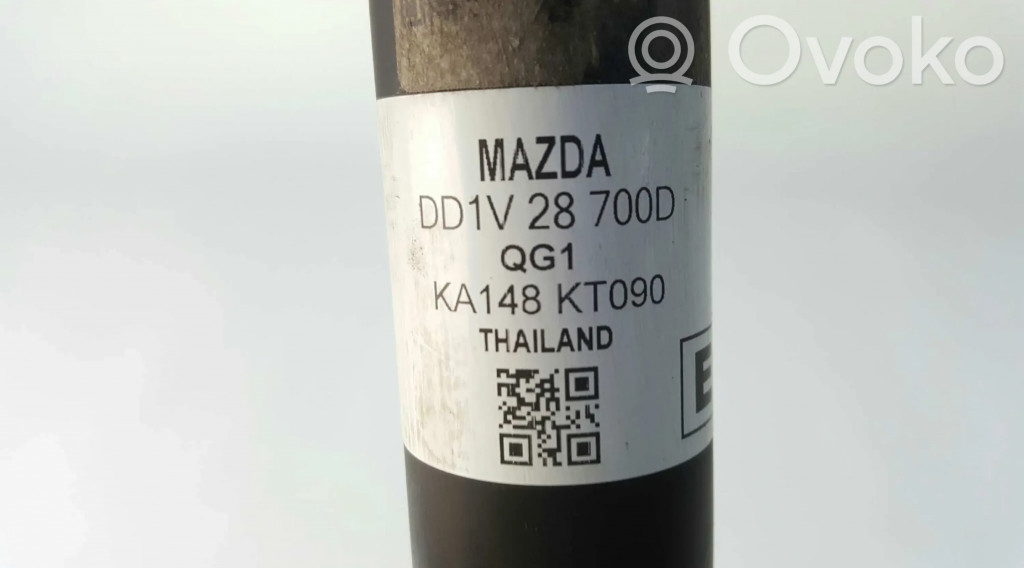 Ovoko
MAZDA
DD1V 28 700D
QG1
KA148 KT090
THAILAND
E